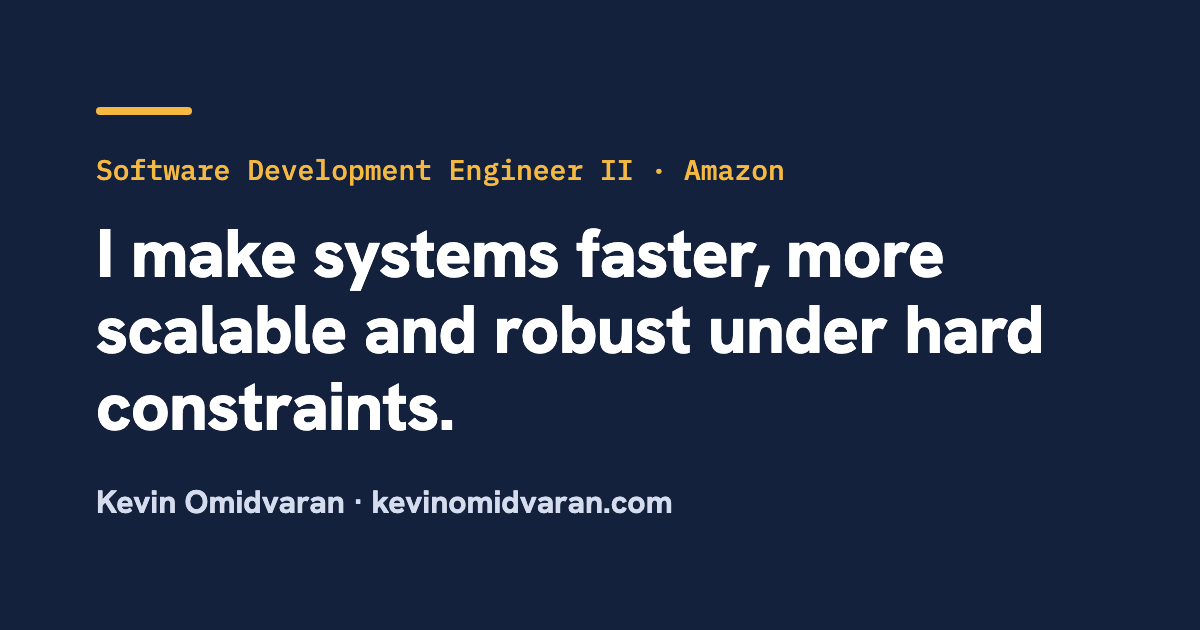 Software Development Engineer II · Amazon
I make systems faster, more
scalable and robust under hard
constraints.
Kevin Omidvaran · kevinomidvaran.com